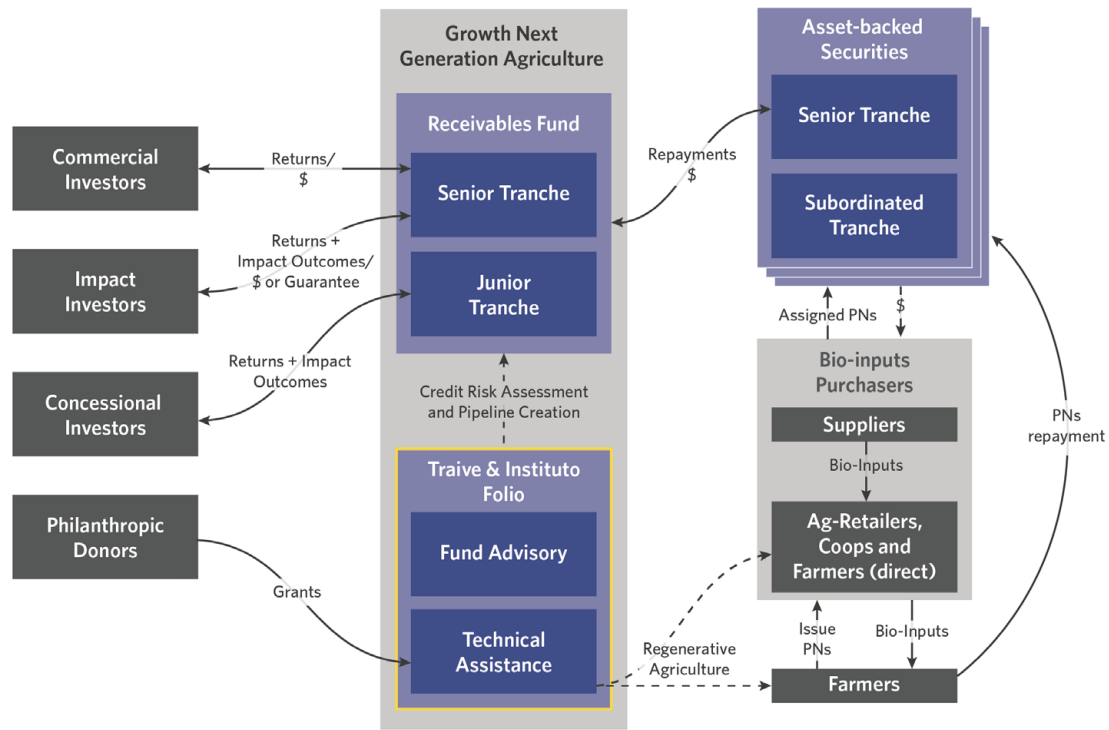 Growth Next
Generation Agriculture
Receivables Fund
Senior Tranche
Junior
Tranche
Commercial
Investors
Returns/
$
Impact
Investors
Returns +
Impact Outcomes/
$ or Guarantee
Concessional
Investors
Returns + Impact
Outcomes
Philanthropic
Donors
Grants
Credit Risk Assessment
and Pipeline Creation
Traive & Instituto
Folio
Fund Advisory
Technical
Assistance
Repayments
$
Asset-backed
Securities
Senior Tranche
Subordinated
Tranche
Assigned PNs
$
Bio-inputs
Purchasers
Suppliers
Bio-Inputs
Ag-Retailers,
Coops and
Farmers (direct)
Issue
PNs
Bio-Inputs
Regenerative
Agriculture
Farmers
PNs
repayment